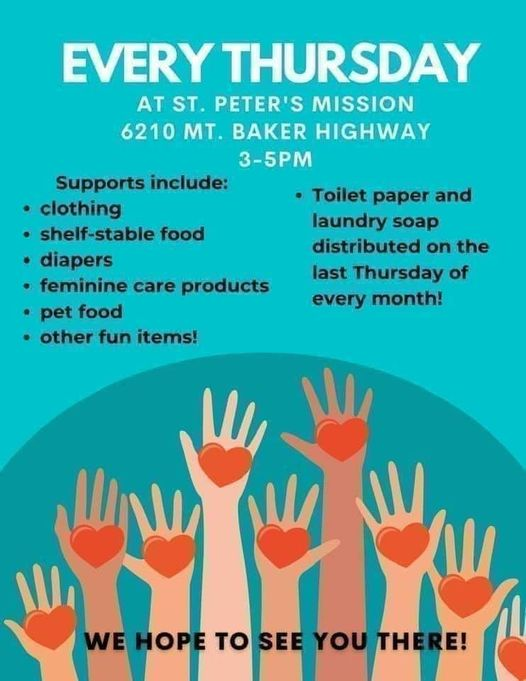 EVERY THURSDAY
AT ST. PETER'S MISSION
6210 MT. BAKER HIGHWAY
3-5PM
Supports include:
• clothing
• shelf-stable food
• diapers
• feminine care products
• pet food
• other fun items!
• Toilet paper and
laundry soap
distributed on the
last Thursday of
every month!
WE HOPE TO SEE YOU THERE!